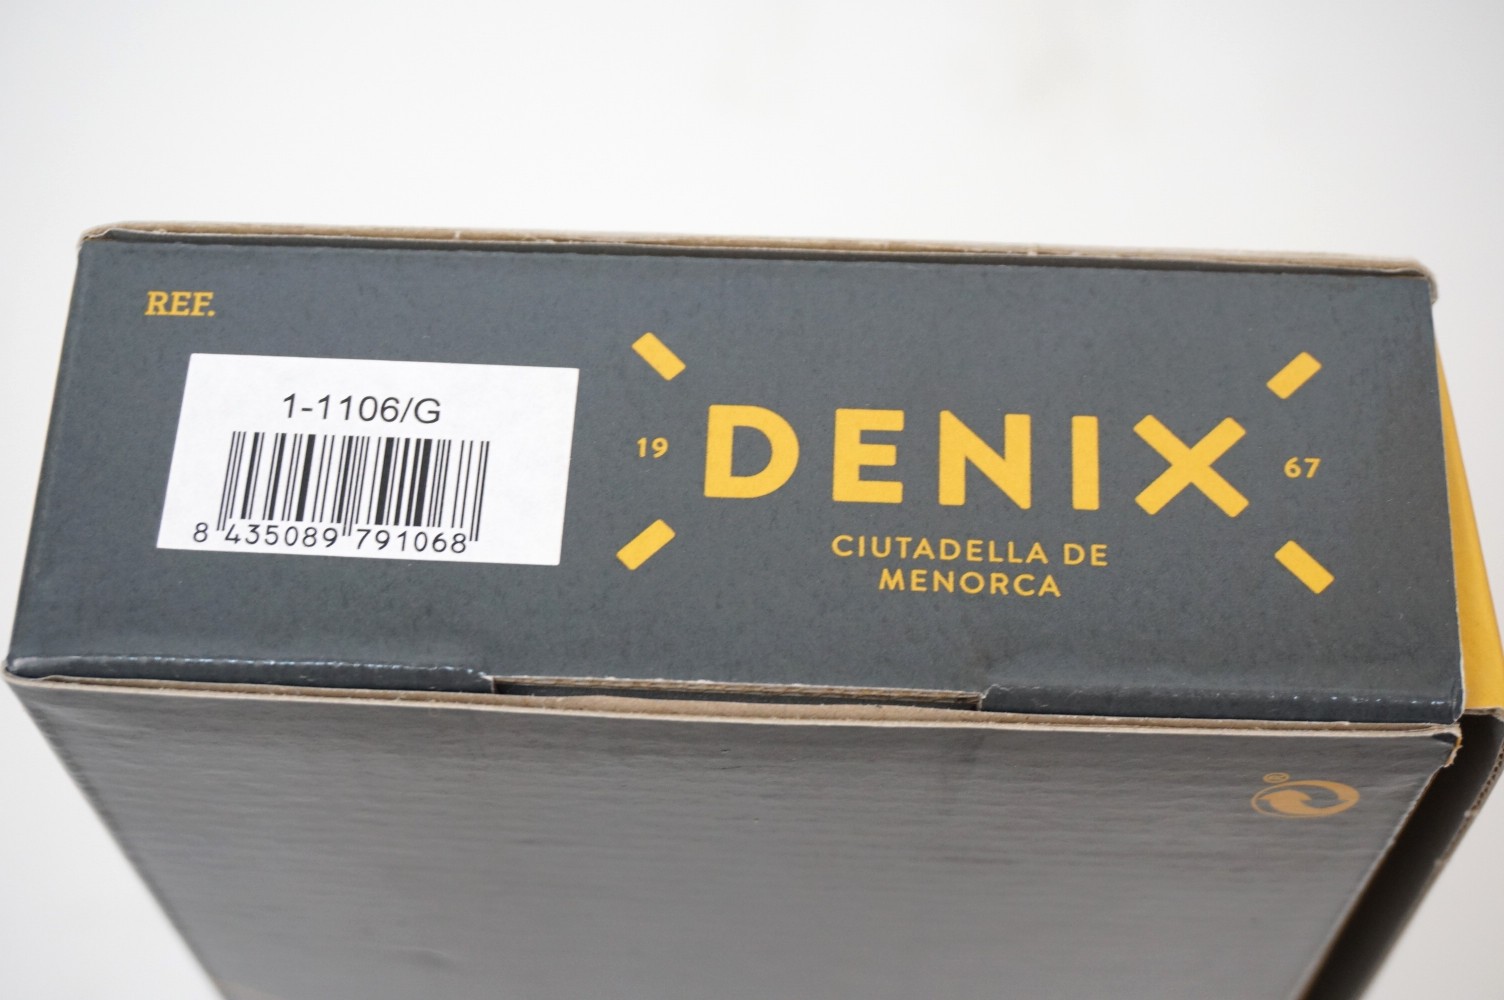 REF.
1-1106/G
8 435089 791068
19 DENIX 67
CIUTADELLA DE
MENORCA